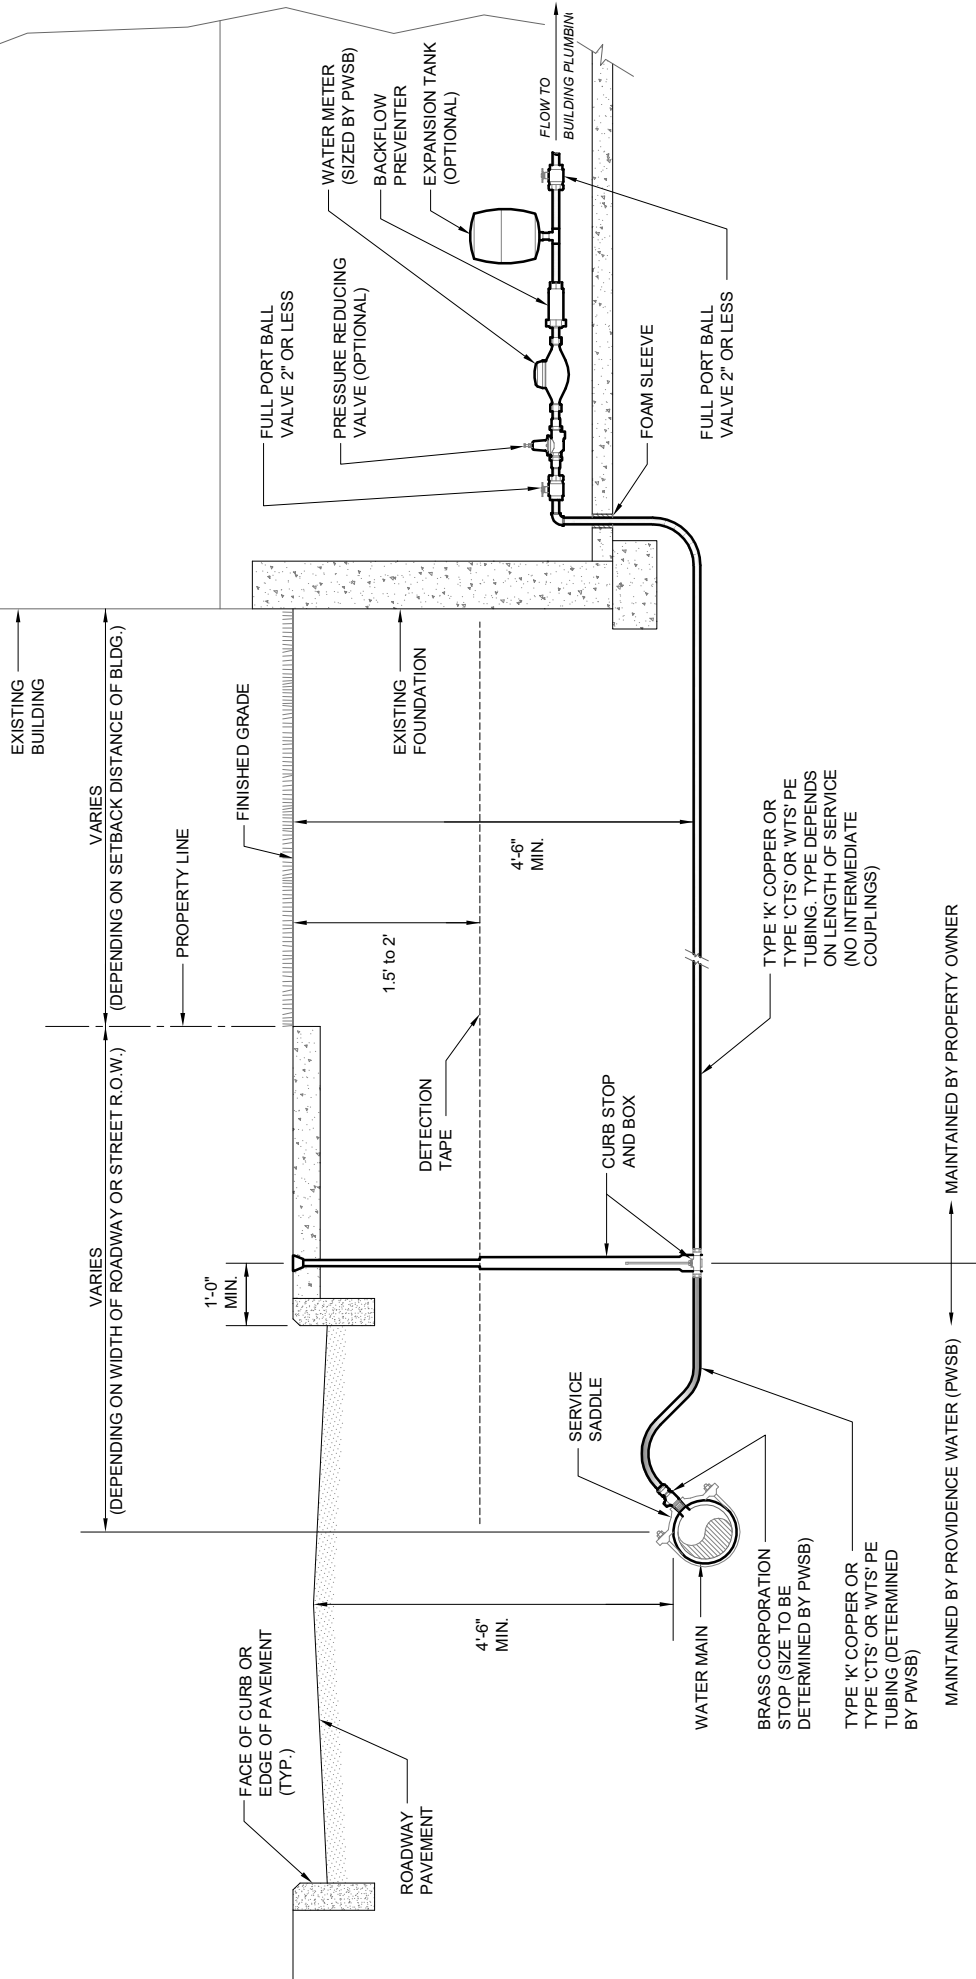 EXISTING
BUILDING
VARIES
(DEPENDING ON SETBACK DISTANCE OF BLDG.)
PROPERTY LINE
FINISHED GRADE
VARIES
(DEPENDING ON WIDTH OF ROADWAY OR STREET R.O.W.)
1'-0"
MIN.
FACE OF CURB OR
EDGE OF PAVEMENT
(TYP.)
ROADWAY
PAVEMENT
4'-6"
MIN.
DETECTION
TAPE
1.5' to 2'
4'-6"
MIN.
EXISTING
FOUNDATION
FULL PORT BALL
VALVE 2" OR LESS
PRESSURE REDUCING
VALVE (OPTIONAL)
WATER METER
(SIZED BY PWSB)
BACKFLOW
PREVENTER
EXPANSION TANK
(OPTIONAL)
FLOW TO
BUILDING PLUMBING
FOAM SLEEVE
FULL PORT BALL
VALVE 2" OR LESS
CURB STOP
AND BOX
SERVICE
SADDLE
WATER MAIN
BRASS CORPORATION
STOP (SIZE TO BE
DETERMINED BY PWSB)
TYPE 'K' COPPER OR
TYPE 'CTS' OR 'WTS' PE
TUBING (DETERMINED
BY PWSB)
TYPE 'K' COPPER OR
TYPE 'CTS' OR 'WTS' PE
TUBING. TYPE DEPENDS
ON LENGTH OF SERVICE
(NO INTERMEDIATE
COUPLINGS)
MAINTAINED BY PROVIDENCE WATER (PWSB)
MAINTAINED BY PROPERTY OWNER